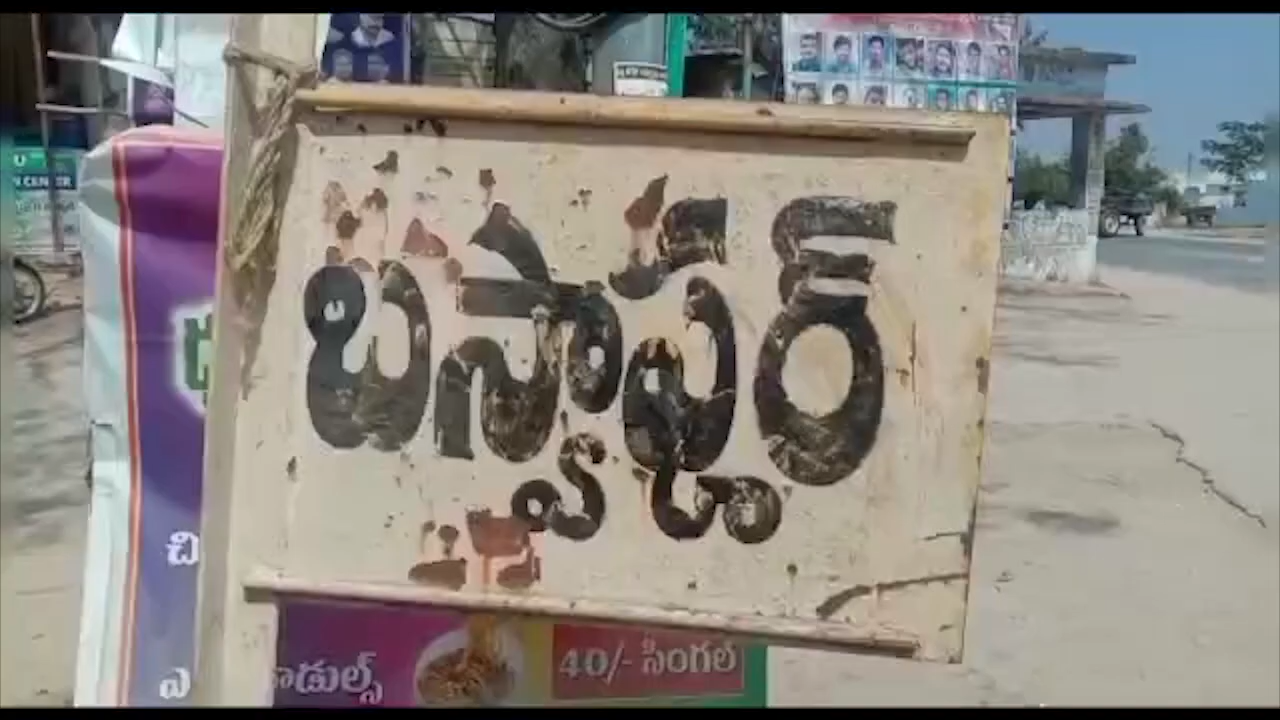 బస్వాపూర్
చి
ఎ
40/- సింగల్